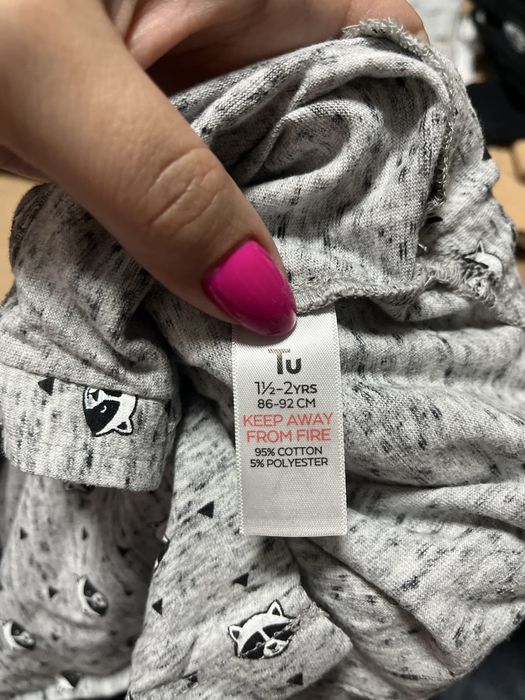 Tu
1½-2YRS
86-92 CM
KEEP AWAY
FROM FIRE
95% COTTON
5% POLYESTER